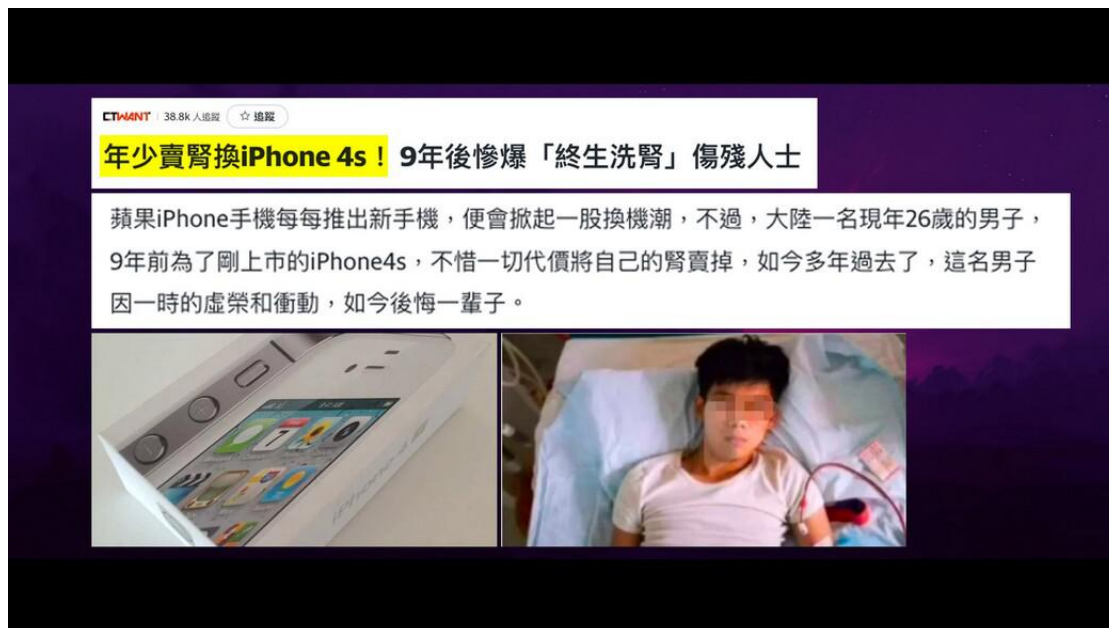 CTWANT 38.8k 人追蹤 ☆ 追蹤
年少賣腎換iPhone 4s！ 9年後慘爆「終生洗腎」傷殘人士
蘋果iPhone手機每每推出新手機，便會掀起一股換機潮，不過，大陸一名現年26歲的男子，
9年前為了剛上市的iPhone4s，不惜一切代價將自己的腎賣掉，如今多年過去了，這名男子
因一時的虛榮和衝動，如今後悔一輩子。